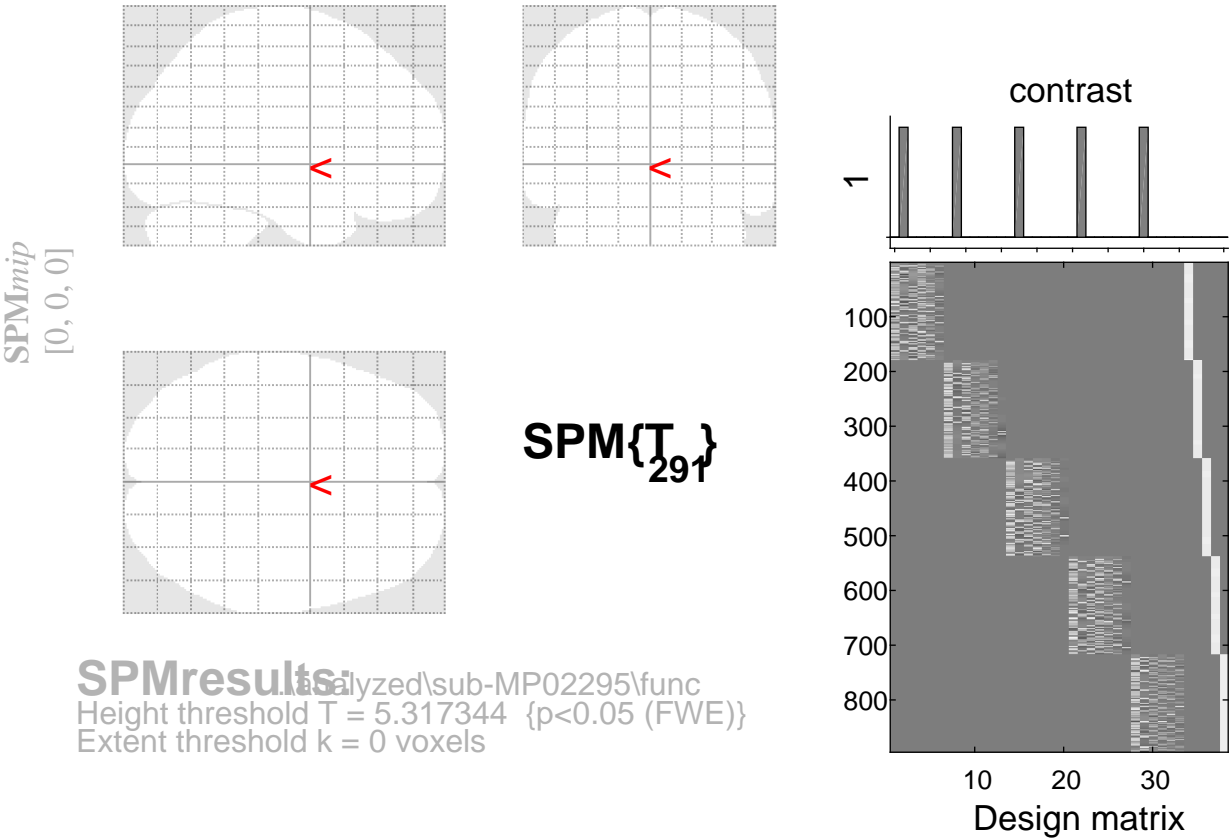 SPMmip
[0, 0, 0]
<
<
<
SPM{T291}
SPMresults: .\analyzed\sub-MP02295\func
Height threshold T = 5.317344 {p<0.05 (FWE)}
Extent threshold k = 0 voxels
contrast
1
100
200
300
400
500
600
700
800
10 20 30
Design matrix